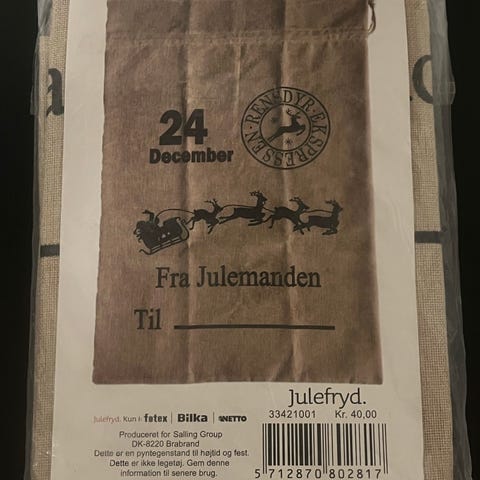 24
December
RENSDYR·EKSPRESSEN·
Fra Julemanden
Til
Julefryd.
33421001 Kr. 40,00
Julefryd. Kun i: føtex | Bilka | NETTO
Produceret for Salling Group
DK-8220 Brabrand
Dette er en pyntegenstand til højtid og fest.
Dette er ikke legetøj. Gem denne
information til senere brug.
5 712870 802817